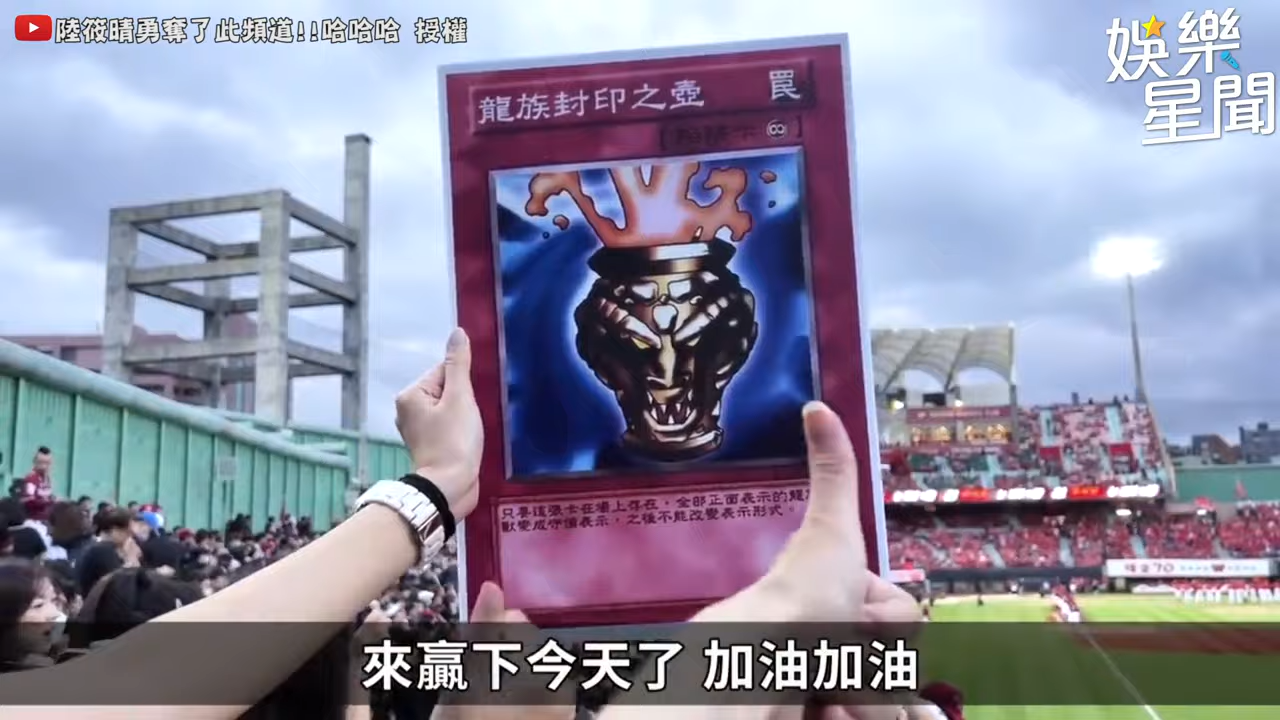 陸筱晴勇奪了此頻道!!哈哈哈 授權
娛樂
星聞
龍族封印之壺 罠
只要這張卡在場上存在，全部正面表示的龍
獸變成守備表示，之後不能改變表示形式。
來贏下今天了 加油加油